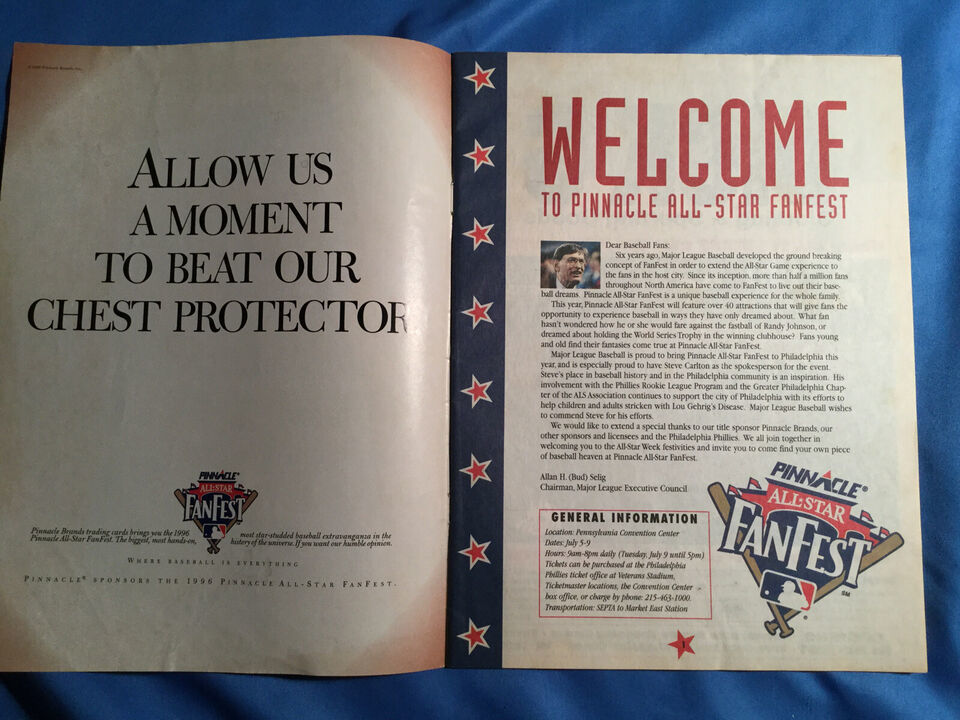 © 1996 Pinnacle Brands, Inc.
ALLOW US
A MOMENT
TO BEAT OUR
CHEST PROTECTOR
PINNACLE®
ALL-STAR
FANFEST
Pinnacle Brands trading cards brings you the 1996
Pinnacle All-Star FanFest. The biggest, most hands-on,
most star-studded baseball extravaganza in the
history of the universe. If you want our humble opinion.
WHERE BASEBALL IS EVERYTHING
PINNACLE® SPONSORS THE 1996 PINNACLE ALL-STAR FANFEST.
WELCOME
TO PINNACLE ALL-STAR FANFEST
Dear Baseball Fans:
Six years ago, Major League Baseball developed the ground breaking
concept of FanFest in order to extend the All-Star Game experience to
the fans in the host city. Since its inception, more than half a million fans
throughout North America have come to FanFest to live out their base-
ball dreams. Pinnacle All-Star FanFest is a unique baseball experience for the whole family.
This year, Pinnacle All-Star FanFest will feature over 40 attractions that will give fans the
opportunity to experience baseball in ways they have only dreamed about. What fan
hasn't wondered how he or she would fare against the fastball of Randy Johnson, or
dreamed about holding the World Series Trophy in the winning clubhouse? Fans young
and old find their fantasies come true at Pinnacle All-Star FanFest.
Major League Baseball is proud to bring Pinnacle All-Star FanFest to Philadelphia this
year, and is especially proud to have Steve Carlton as the spokesperson for the event.
Steve's place in baseball history and in the Philadelphia community is an inspiration. His
involvement with the Phillies Rookie League Program and the Greater Philadelphia Chap-
ter of the ALS Association continues to support the city of Philadelphia with its efforts to
help children and adults stricken with Lou Gehrig's Disease. Major League Baseball wishes
to commend Steve for his efforts.
We would like to extend a special thanks to our title sponsor Pinnacle Brands, our
other sponsors and licensees and the Philadelphia Phillies. We all join together in
welcoming you to the All-Star Week festivities and invite you to come find your own piece
of baseball heaven at Pinnacle All-Star FanFest.
Allan H. (Bud) Selig
Chairman, Major League Executive Council
GENERAL INFORMATION
Location: Pennsylvania Convention Center
Dates: July 5-9
Hours: 9am-8pm daily (Tuesday, July 9 until 5pm)
Tickets can be purchased at the Philadelphia
Phillies ticket office at Veterans Stadium,
Ticketmaster locations, the Convention Center
box office, or charge by phone: 215-463-1000.
Transportation: SEPTA to Market East Station
PINNACLE®
ALL-STAR
FANFEST
SM
1